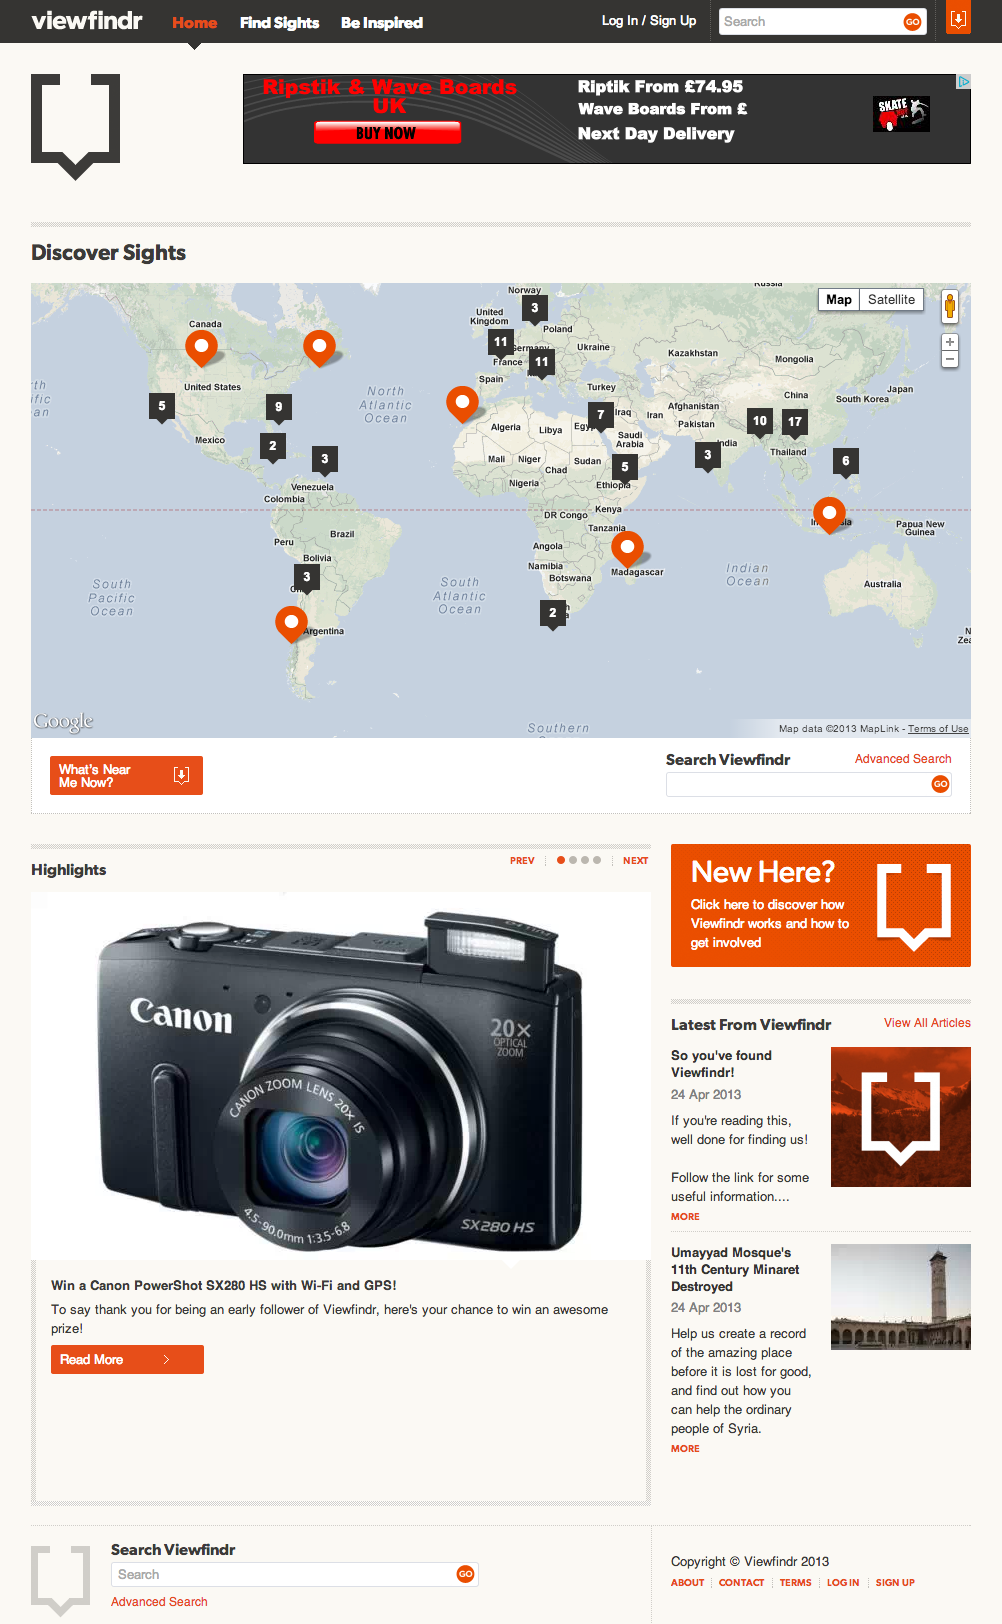 viewfindr
Home
Find Sights
Be Inspired
Log In / Sign Up
Search
GO
Ripstik & Wave Boards
UK
BUY NOW
Riptik From £74.95
Wave Boards From £
Next Day Delivery
SKATE
Discover Sights
Map
Satellite
Russia
Norway
3
United
Kingdom
Poland
Canada
11
Germany
11
Ukraine
France
Kazakhstan
Mongolia
Spain
United States
North
Atlantic
Ocean
Turkey
China
Japan
South Korea
5
9
7
Iraq
Iran
Afghanistan
Pakistan
10
17
Mexico
Algeria
Libya
Egy
Saudi
Arabia
2
3
Mali
Niger
Chad
Sudan
5
3
India
Thailand
6
Venezuela
Colombia
Nigeria
Ethiopia
DR Congo
Kenya
Tanzania
Papua New
Guinea
Peru
Brazil
Bolivia
Angola
Namibia
Botswana
Madagascar
Indian
Ocean
Australia
3
South
Pacific
Ocean
South
Atlantic
Ocean
2
Argentina
N
Zea
Southern
Google
Map data ©2013 MapLink - Terms of Use
What's Near
Me Now?
Search Viewfindr
Advanced Search
GO
Highlights
PREV
NEXT
Canon
20x
OPTICAL
ZOOM
CANON ZOOM LENS 20x IS
4.5-90.0mm 1:3.5-6.8
SX280 HS
Win a Canon PowerShot SX280 HS with Wi-Fi and GPS!
To say thank you for being an early follower of Viewfindr, here's your chance to win an awesome
prize!
Read More
New Here?
Click here to discover how
Viewfindr works and how to
get involved
Latest From Viewfindr
View All Articles
So you've found
Viewfindr!
24 Apr 2013
If you're reading this,
well done for finding us!
Follow the link for some
useful information....
MORE
Umayyad Mosque's
11th Century Minaret
Destroyed
24 Apr 2013
Help us create a record
of the amazing place
before it is lost for good,
and find out how you
can help the ordinary
people of Syria.
MORE
Search Viewfindr
Search
GO
Advanced Search
Copyright © Viewfindr 2013
ABOUT
CONTACT
TERMS
LOG IN
SIGN UP